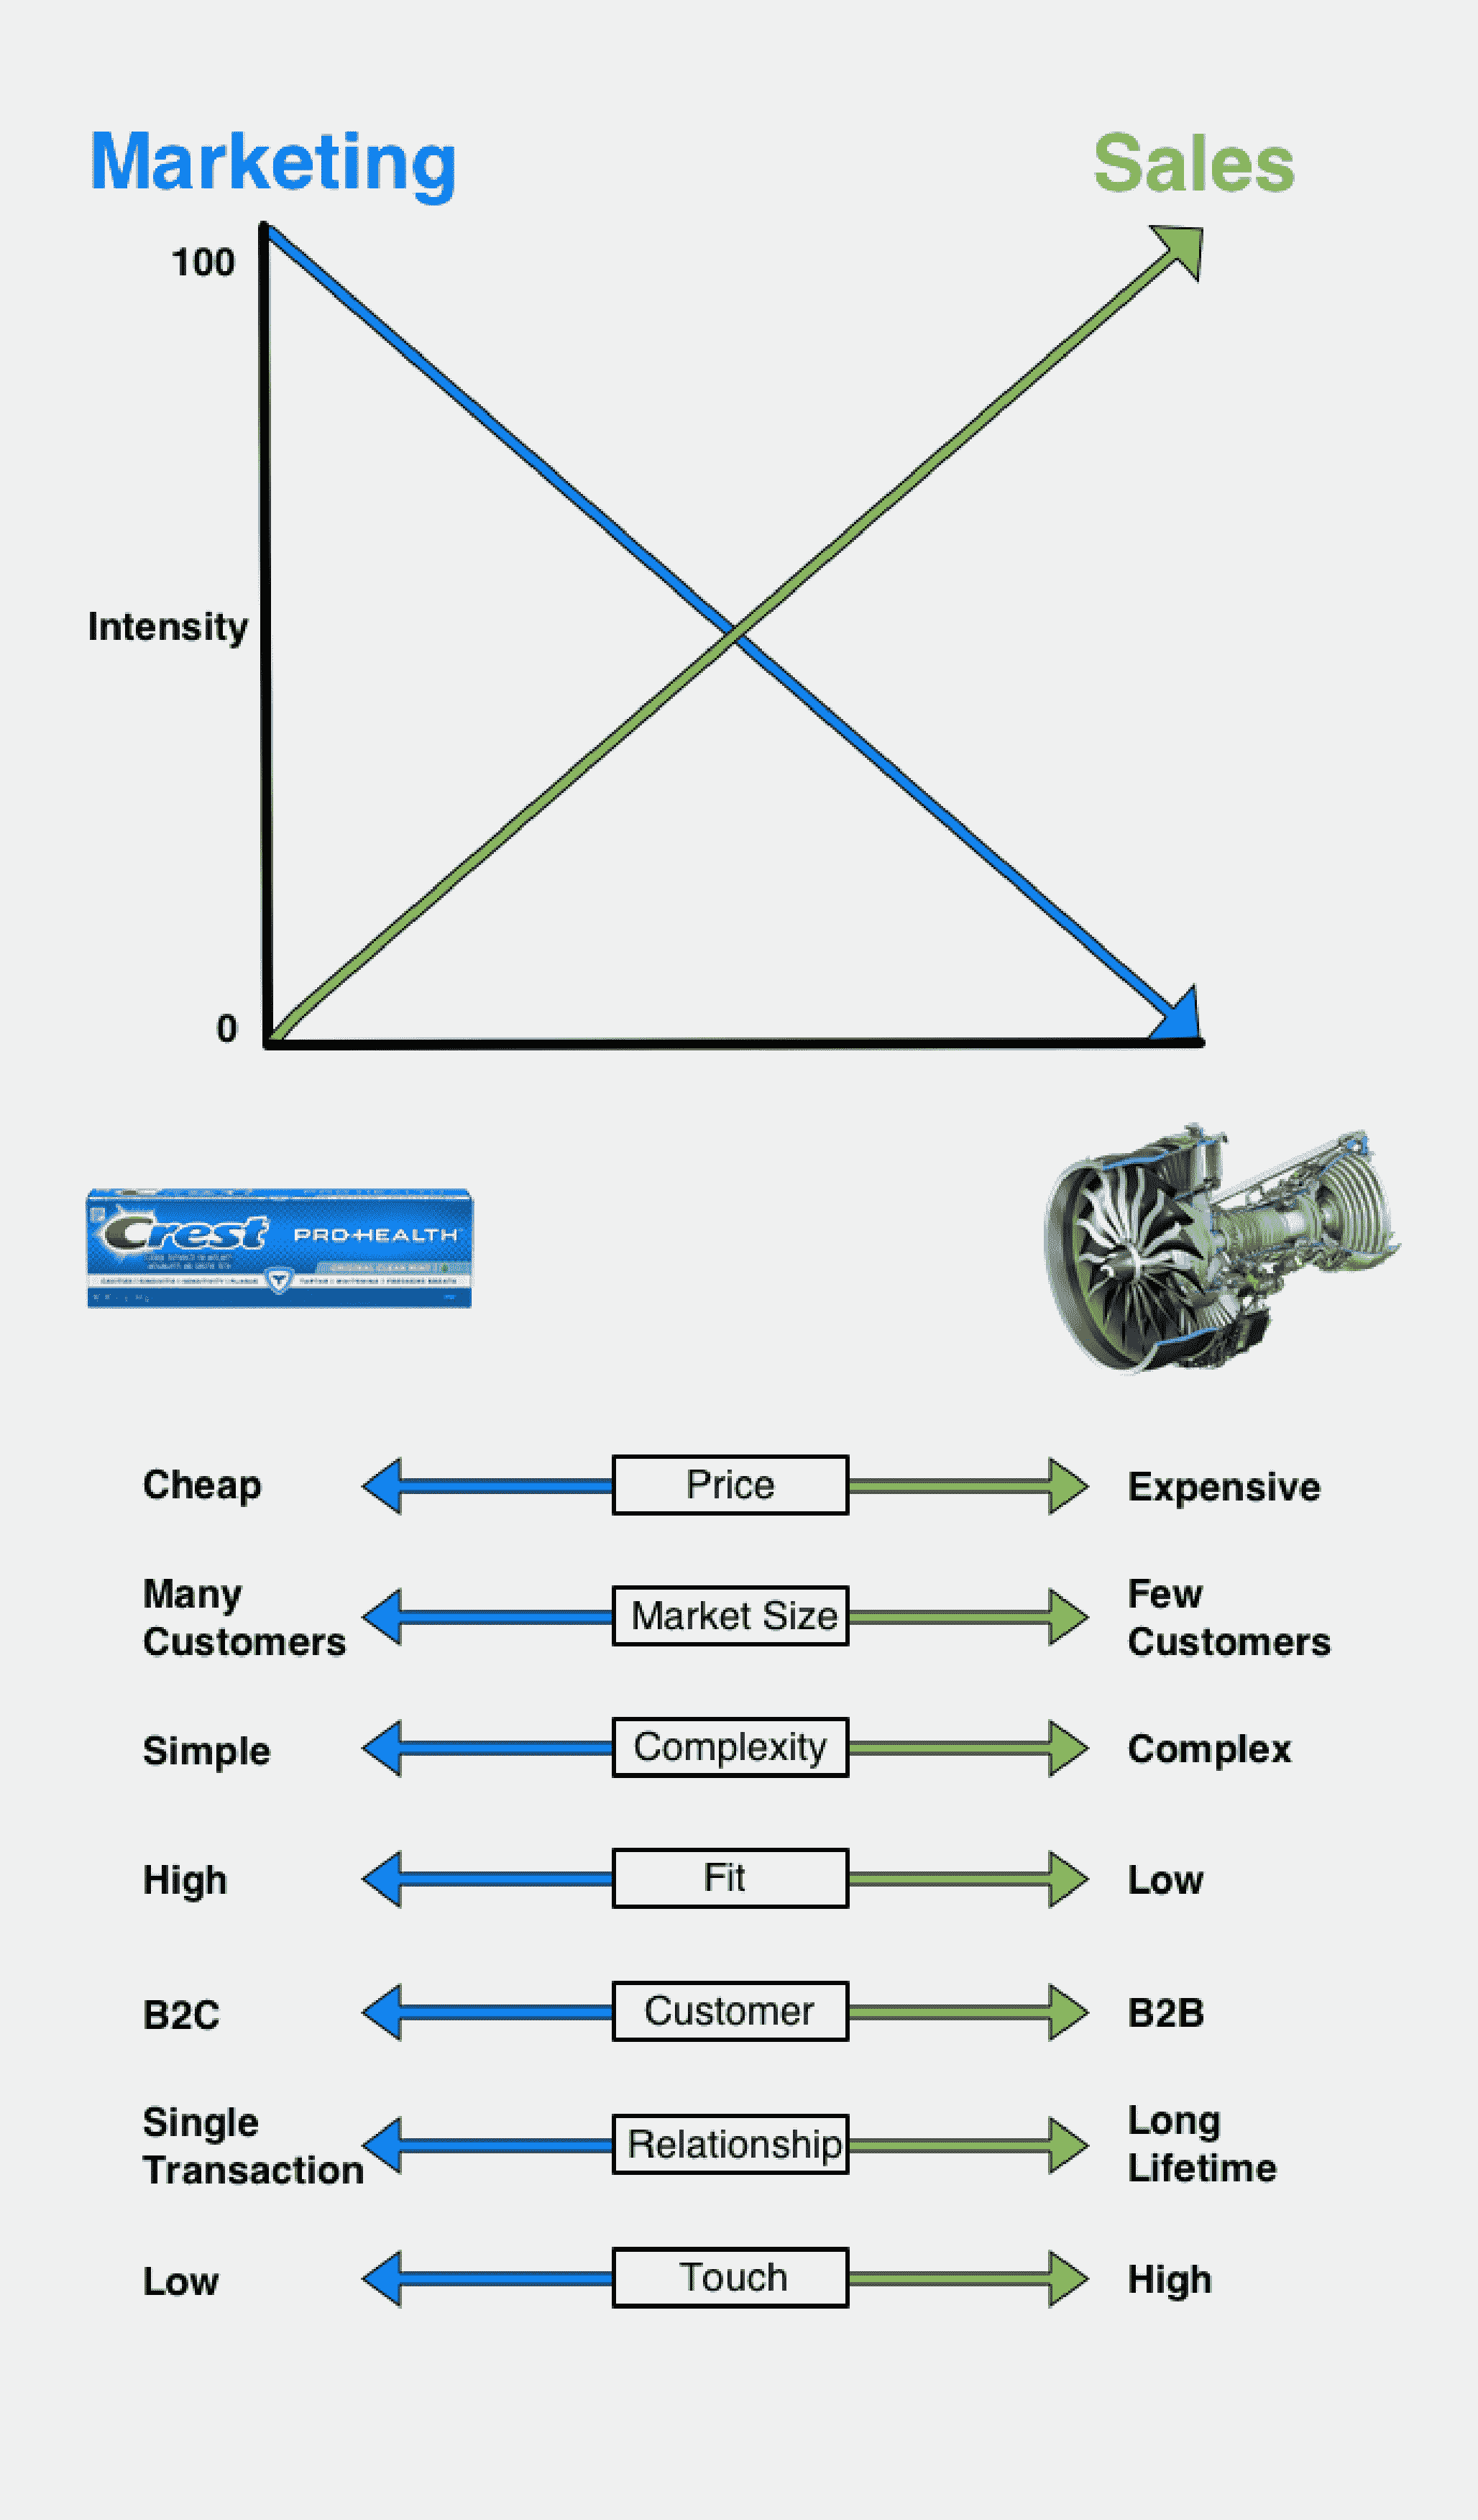 Marketing
Sales
100
Intensity
0
Crest
PRO-HEALTH
Cheap
Price
Expensive
Many
Customers
Market Size
Few
Customers
Simple
Complexity
Complex
High
Fit
Low
B2C
Customer
B2B
Single
Transaction
Relationship
Long
Lifetime
Low
Touch
High